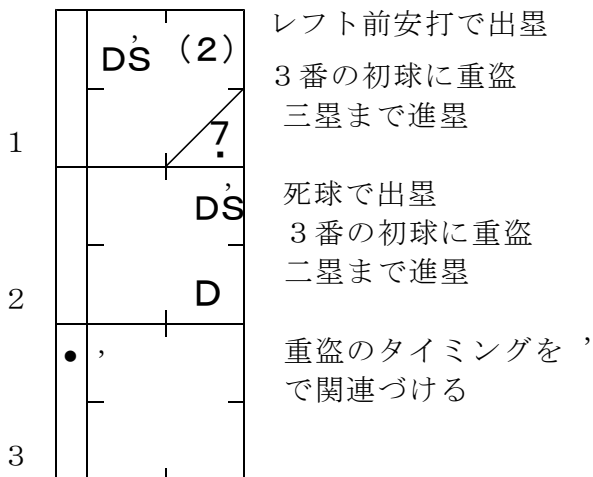 レフト前安打で出塁
DS’ (2)
3番の初球に重盗
三塁まで進塁
7
1
死球で出塁
DS’
3番の初球に重盗
二塁まで進塁
D
2
● ’
重盗のタイミングを ’
で関連づける
3